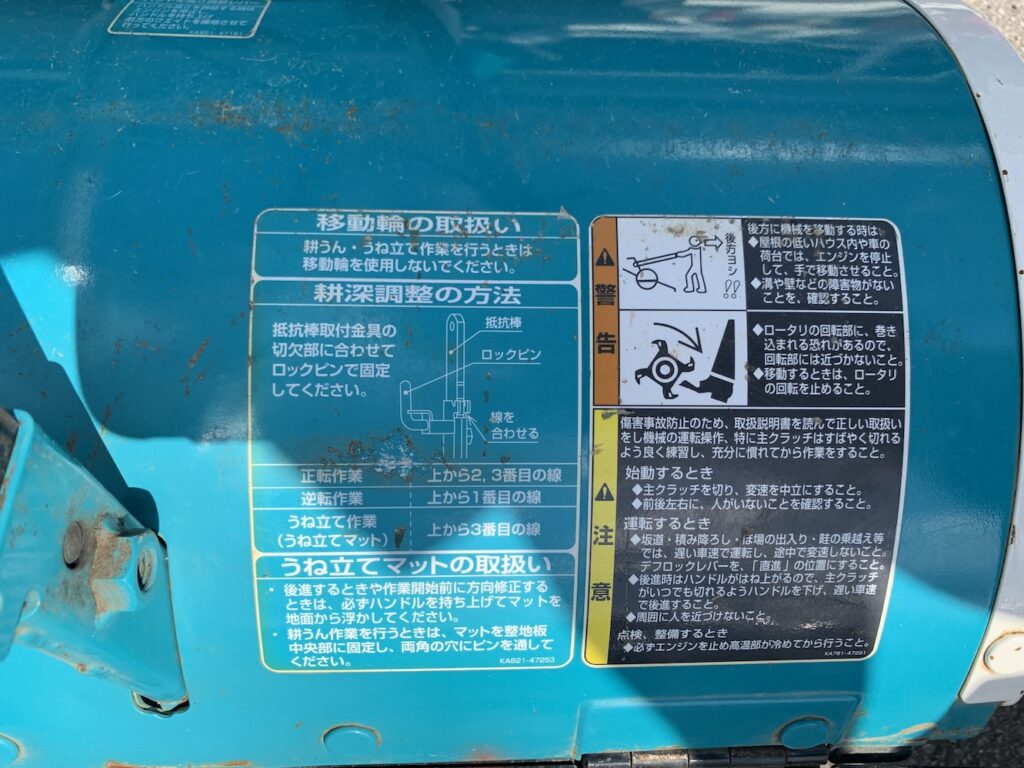 前方のウエイトを接地させて
行ってください。
KA821-47191
移動輪の取扱い
耕うん・うね立て作業を行うときは
移動輪を使用しないでください。
耕深調整の方法
抵抗棒取付金具の
切欠部に合わせて
ロックピンで固定
してください。
抵抗棒
ロックピン
線を
合わせる
正転作業 上から2, 3番目の線
逆転作業 上から1番目の線
うね立て作業
(うね立てマット) 上から3番目の線
うね立てマットの取扱い
・後進するときや作業開始前に方向修正する
ときは、必ずハンドルを持ち上げてマットを
地面から浮かしてください。
・耕うん作業を行うときは、マットを整地板
中央部に固定し、両角の穴にピンを通して
ください。
KA821-47253
警告
後方ヨシ!!
後方に機械を移動する時は、
◆屋根の低いハウス内や車の
荷台では、エンジンを停止
して、手で移動させること。
◆溝や壁などの障害物がない
ことを、確認すること。
◆ロータリの回転部に、巻き
込まれる恐れがあるので、
回転部には近づかないこと。
◆移動するときは、ロータリ
の回転を止めること。
注意
傷害事故防止のため、取扱説明書を読んで正しい取扱い
をし機械の運転操作、特に主クラッチはすばやく切れる
よう良く練習し、充分に慣れてから作業をすること。
始動するとき
◆主クラッチを切り、変速を中立にすること。
◆前後左右に、人がいないことを確認すること。
運転するとき
◆坂道・積み降ろし・ほ場の出入り・畦の乗越え等
では、遅い車速で運転し、途中で変速しないこと。
デフロックレバーを、「直進」の位置にすること。
◆後進時はハンドルがはね上がるので、主クラッチ
がいつでも切れるようハンドルを下げ、遅い車速
で後進すること。
◆周囲に人を近づけないこと。
点検、整備するとき
◆必ずエンジンを止め高温部が冷めてから行うこと。
KA761-47291